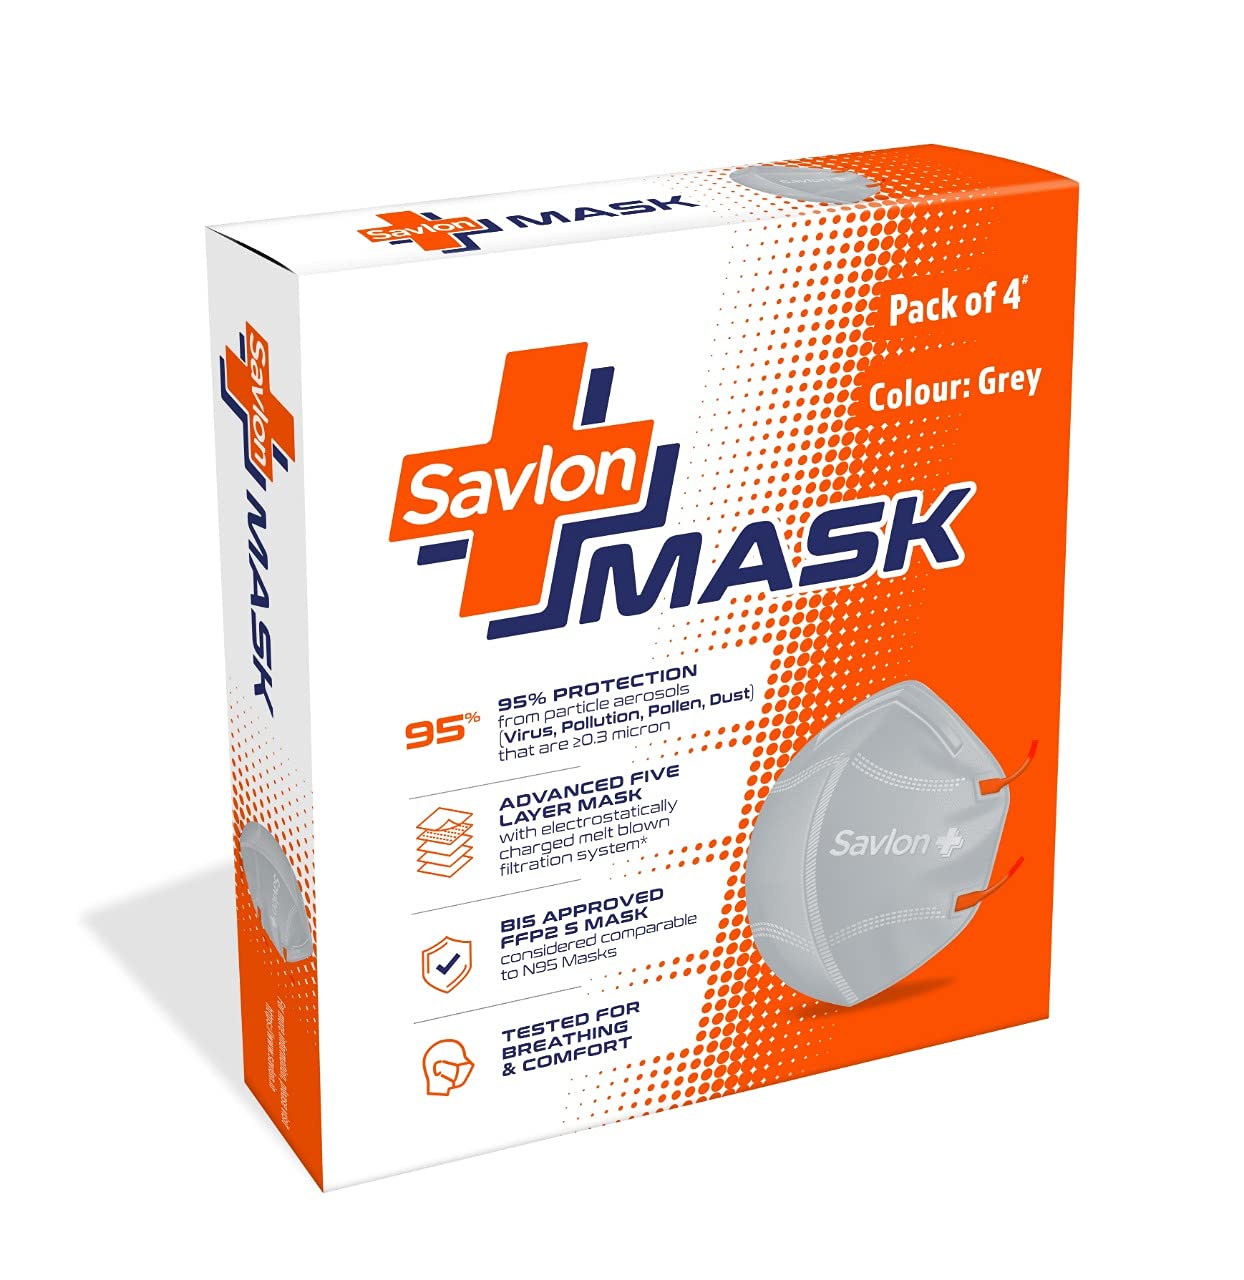 Savlon MASK
Savlon
Pack of 4#
Colour: Grey
Savlon
MASK
95%
95% PROTECTION
from particle aerosols
(Virus, Pollution, Pollen, Dust)
that are ≥0.3 micron
ADVANCED FIVE
LAYER MASK
with electrostatically
charged melt blown
filtration system*
BIS APPROVED
FFP2 S MASK
considered comparable
to N95 Masks
TESTED FOR
BREATHING
& COMFORT
Savlon
Savlon MASK
Savlon